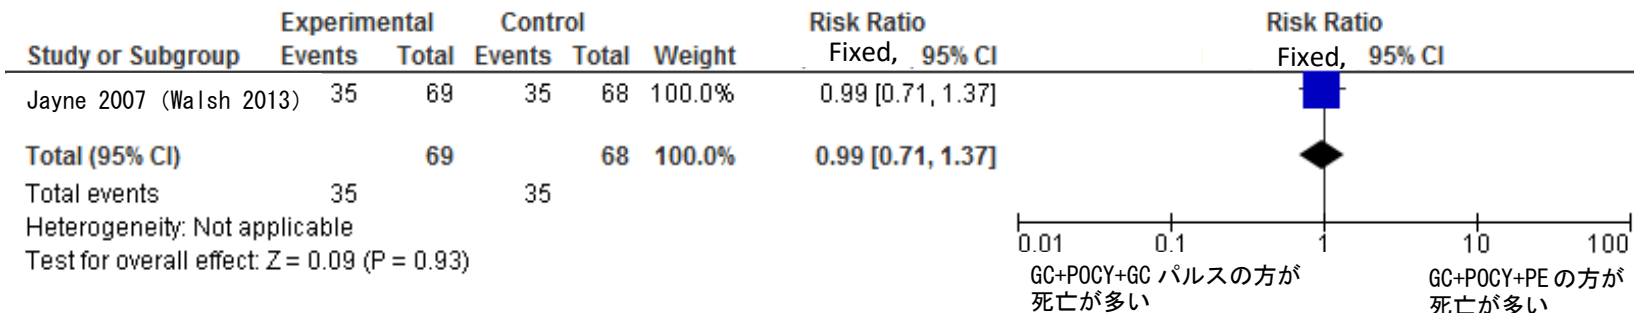 Experimental Control Risk Ratio Risk Ratio
Study or Subgroup Events Total Events Total Weight Fixed, 95% CI Fixed, 95% CI
Jayne 2007 (Walsh 2013) 35 69 35 68 100.0% 0.99 [0.71, 1.37]
Total (95% CI) 69 68 100.0% 0.99 [0.71, 1.37]
Total events 35 35
Heterogeneity: Not applicable
Test for overall effect: Z = 0.09 (P = 0.93)
0.01 0.1 1 10 100
GC+POCY+GC パルスの方が
死亡が多い
GC+POCY+PEの方が
死亡が多い